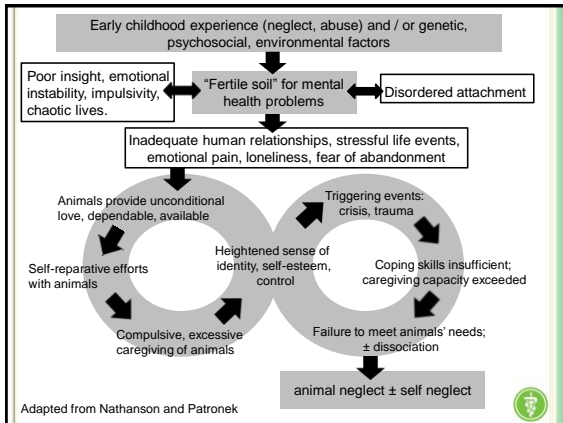 Early childhood experience (neglect, abuse) and / or genetic,
psychosocial, environmental factors
Poor insight, emotional
instability, impulsivity,
chaotic lives.
“Fertile soil” for mental
health problems
Disordered attachment
Inadequate human relationships, stressful life events,
emotional pain, loneliness, fear of abandonment
Animals provide unconditional
love, dependable, available
Self-reparative efforts
with animals
Compulsive, excessive
caregiving of animals
Heightened sense of
identity, self-esteem,
control
Triggering events:
crisis, trauma
Coping skills insufficient;
caregiving capacity exceeded
Failure to meet animals’ needs;
± dissociation
animal neglect ± self neglect
Adapted from Nathanson and Patronek